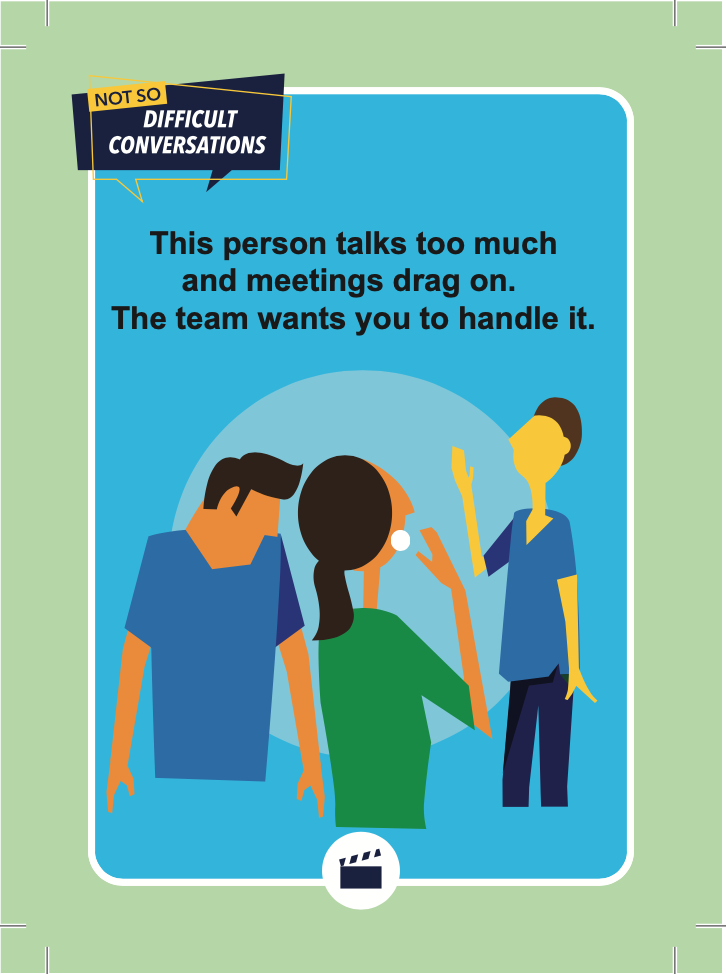 NOT SO
DIFFICULT
CONVERSATIONS
This person talks too much
and meetings drag on.
The team wants you to handle it.